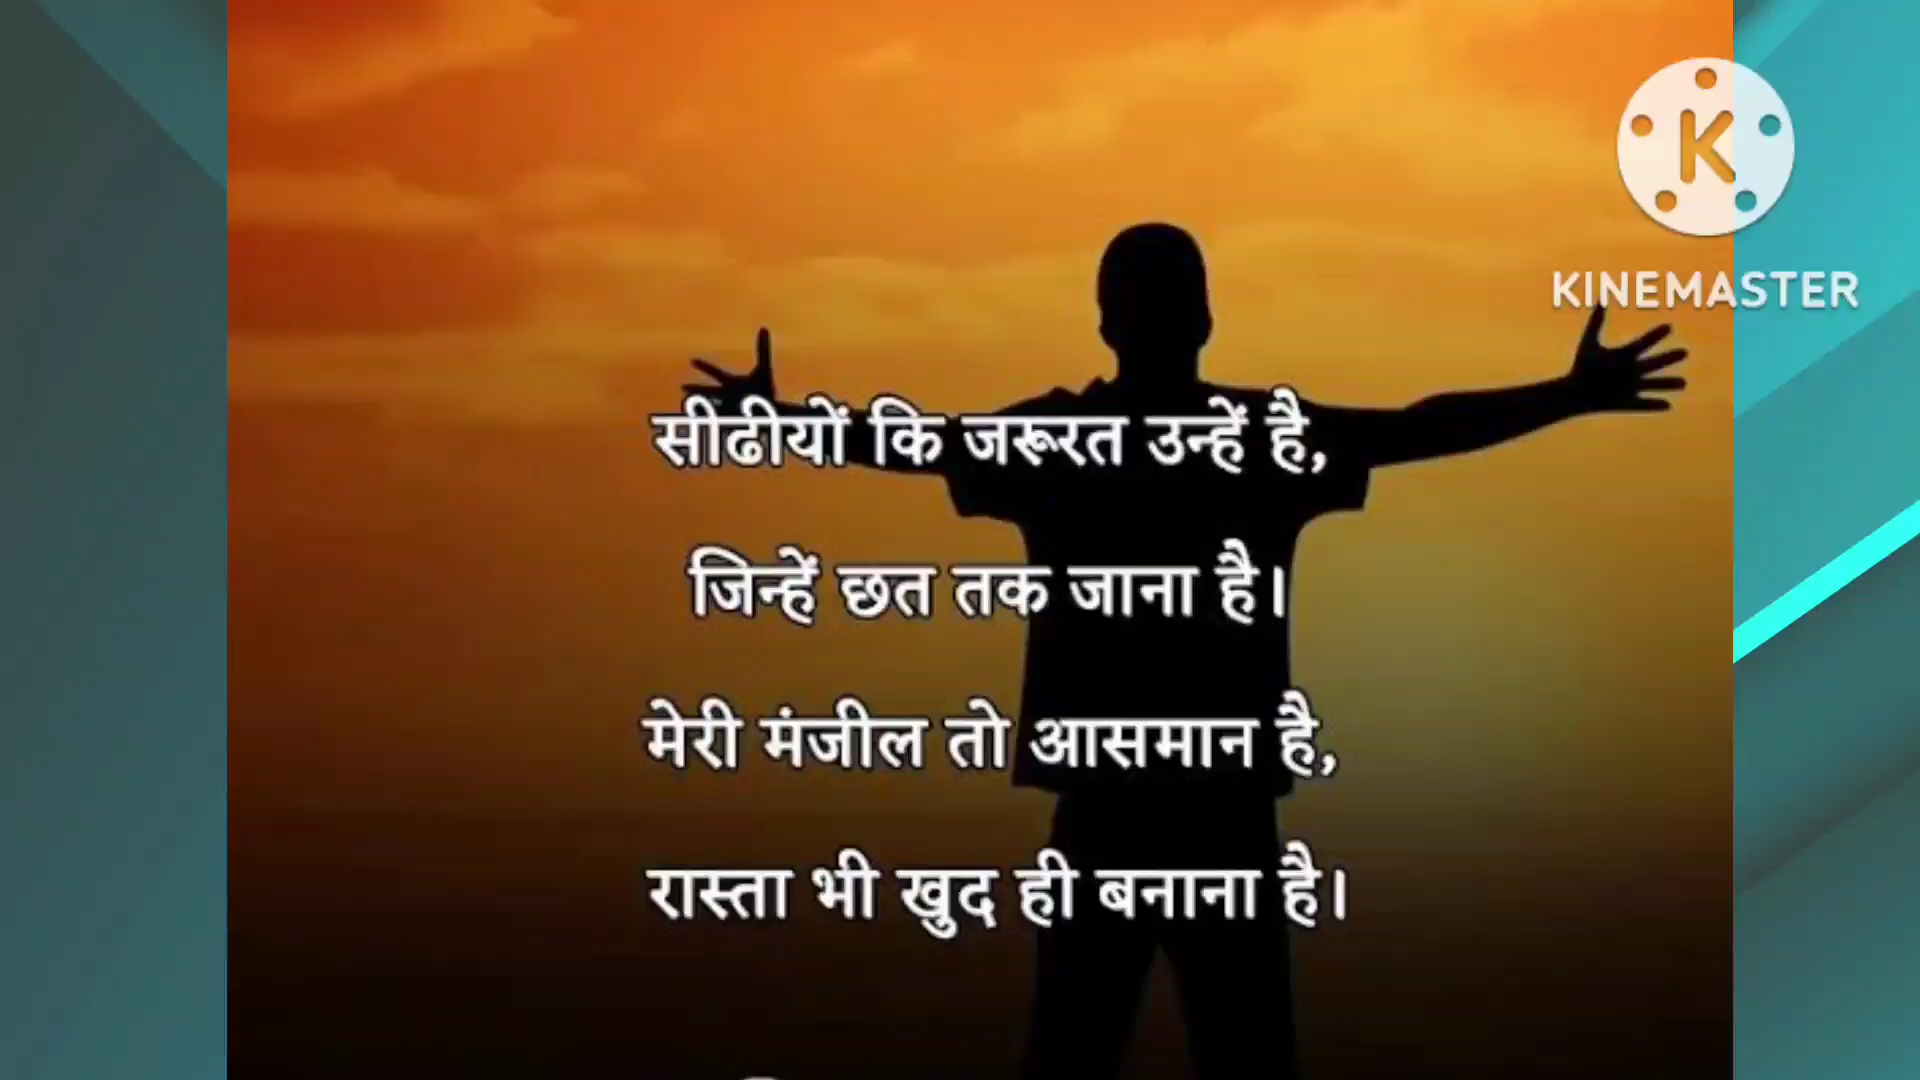 KINEMASTER
सीढीयों कि जरूरत उन्हें है,
जिन्हें छत तक जाना है।
मेरी मंजील तो आसमान है,
रास्ता भी खुद ही बनाना है।